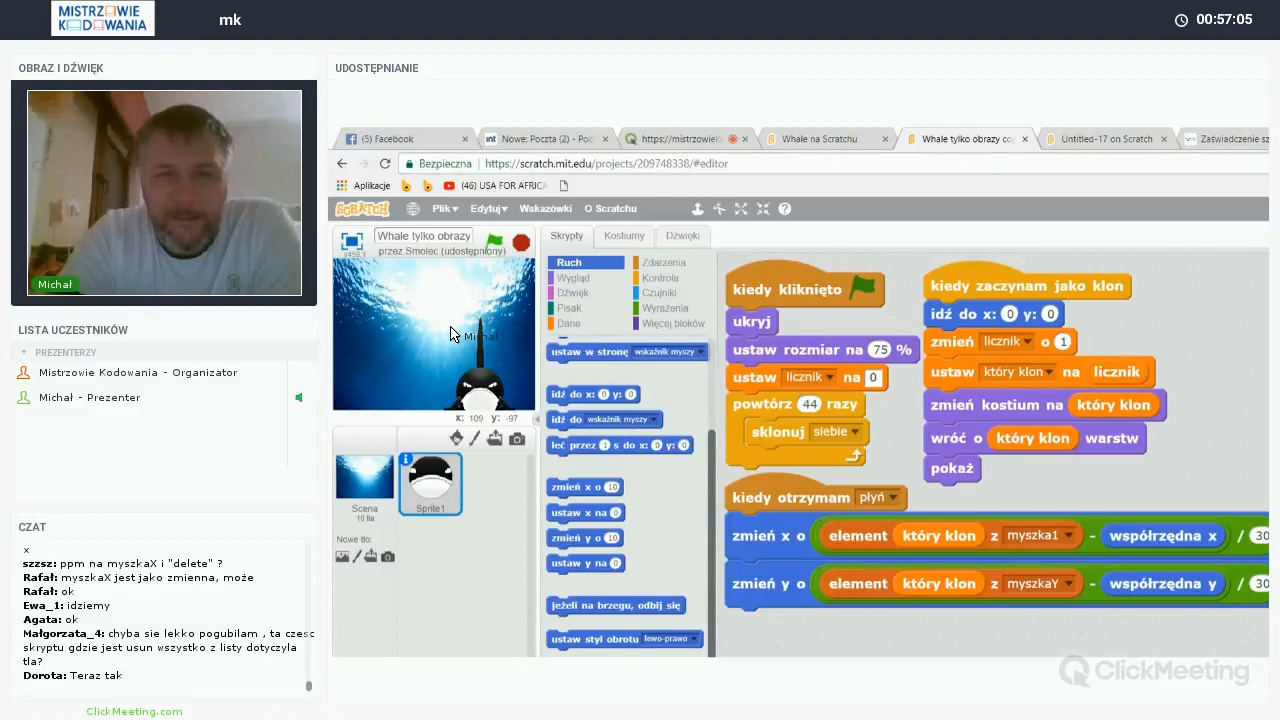 MISTRZOWIE KODOWANIA
mk
00:57:05
OBRAZ I DŹWIĘK
Michał
LISTA UCZESTNIKÓW
PREZENTERZY
Mistrzowie Kodowania - Organizator
Michał - Prezenter
CZAT
x
szzsz: ppm na myszkaX i "delete" ?
Rafał: myszkaX jest jako zmienna, może
Rafał: ok
Ewa_1: idziemy
Agata: ok
Małgorzata_4: chyba sie lekko pogubilam , ta czesc
skryptu gdzie jest usun wszystko z listy dotyczyla
tla?
Dorota: Teraz tak
ClickMeeting.com
UDOSTĘPNIANIE
(5) Facebook
Nowe: Poczta (2) - Poc
https://mistrzowiek
Whale na Scratchu
Whale tylko obrazy co
Untitled-17 on Scratch
Zaświadczenie sz
Bezpieczna
https://scratch.mit.edu/projects/209748338/#editor
Aplikacje
(46) USA FOR AFRICA
SCRATCH
Plik
Edytuj
Wskazówki
O Scratchu
Whale tylko obrazy
przez Smolec (udostępniony)
v459.1
Michał
x: 109 y: -97
Scena
10 tła
Nowe tło:
Sprite1
Skrypty
Kostiumy
Dźwięki
Ruch
Wygląd
Dźwięk
Pisak
Dane
Zdarzenia
Kontrola
Czujniki
Wyrażenia
Więcej bloków
ustaw w stronę wskaźnik myszy
idź do x: 0 y: 0
idź do wskaźnik myszy
leć przez 1 s do x: 0 y: 0
zmień x o 10
ustaw x na 0
zmień y o 10
ustaw y na 0
jeżeli na brzegu, odbij się
ustaw styl obrotu lewo-prawo
kiedy kliknięto
ukryj
ustaw rozmiar na 75 %
ustaw licznik na 0
powtórz 44 razy
sklonuj siebie
kiedy zaczynam jako klon
idź do x: 0 y: 0
zmień licznik o 1
ustaw który klon na licznik
zmień kostium na który klon
wróć o który klon warstw
pokaż
kiedy otrzymam płyń
zmień x o element który klon z myszka1 - współrzędna x / 30
zmień y o element który klon z myszkaY - współrzędna y / 30
ClickMeeting